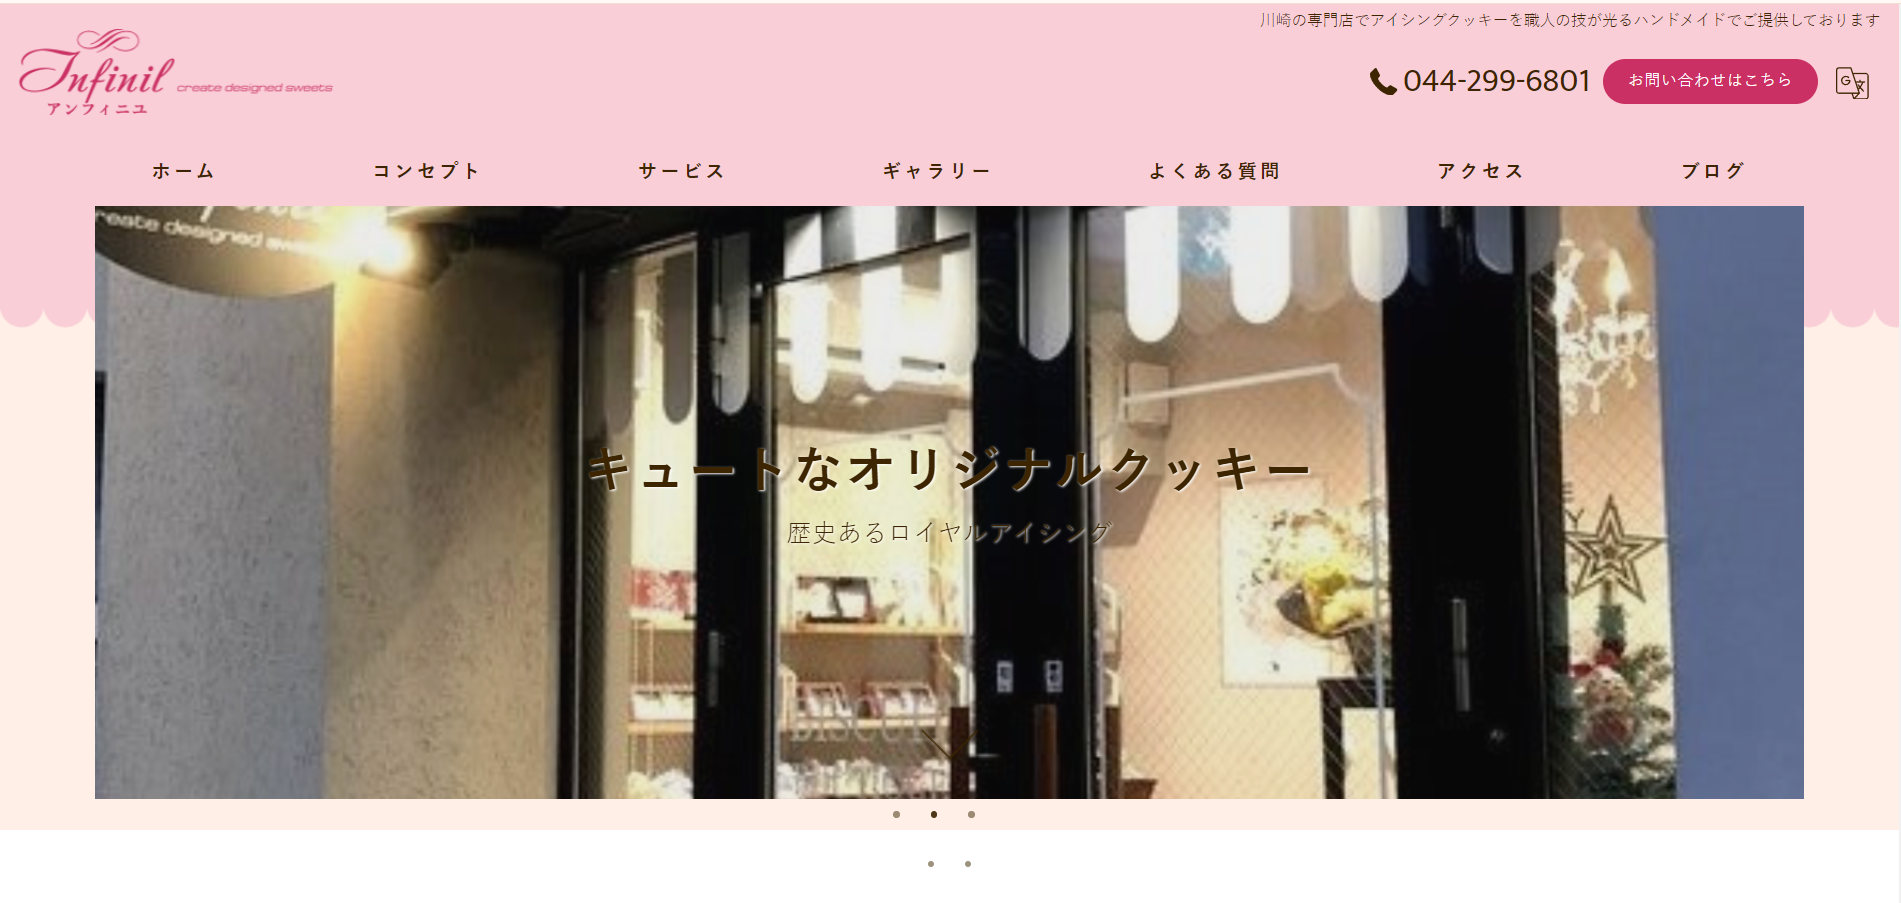 川崎の専門店でアイシングクッキーを職人の技が光るハンドメイドでご提供しております
Infinil create designed sweets
アンフィニユ
044-299-6801
お問い合わせはこちら
ホーム
コンセプト
サービス
ギャラリー
よくある質問
アクセス
ブログ
create designed sweets
キュートなオリジナルクッキー
歴史あるロイヤルアイシング